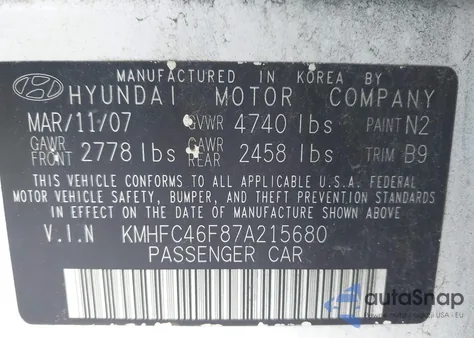 MANUFACTURED IN KOREA BY
HYUNDAI MOTOR COMPANY
MAR/11/07 GVWR 4740 lbs PAINT N2
GAWR FRONT 2778 lbs GAWR REAR 2458 lbs TRIM B9
THIS VEHICLE CONFORMS TO ALL APPLICABLE U.S.A. FEDERAL
MOTOR VEHICLE SAFETY, BUMPER, AND THEFT PREVENTION STANDARDS
IN EFFECT ON THE DATE OF MANUFACTURE SHOWN ABOVE.
V.I.N KMHFC46F87A215680
PASSENGER CAR
autoSnap